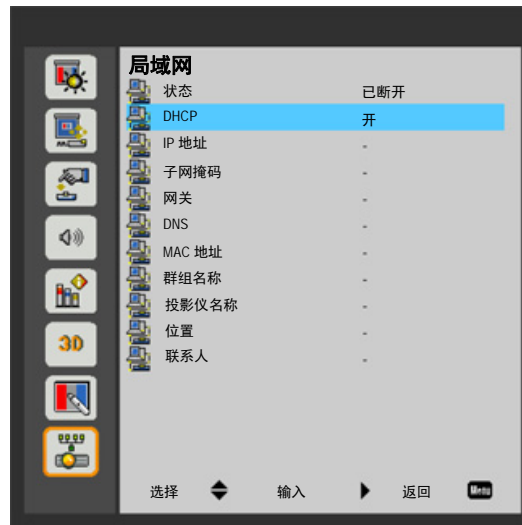 局域网
状态 已断开
DHCP 开
IP 地址 -
子网掩码 -
网关 -
DNS -
MAC 地址 -
群组名称 -
投影仪名称 -
位置 -
联系人 -
3D
选择 输入 返回 Menu